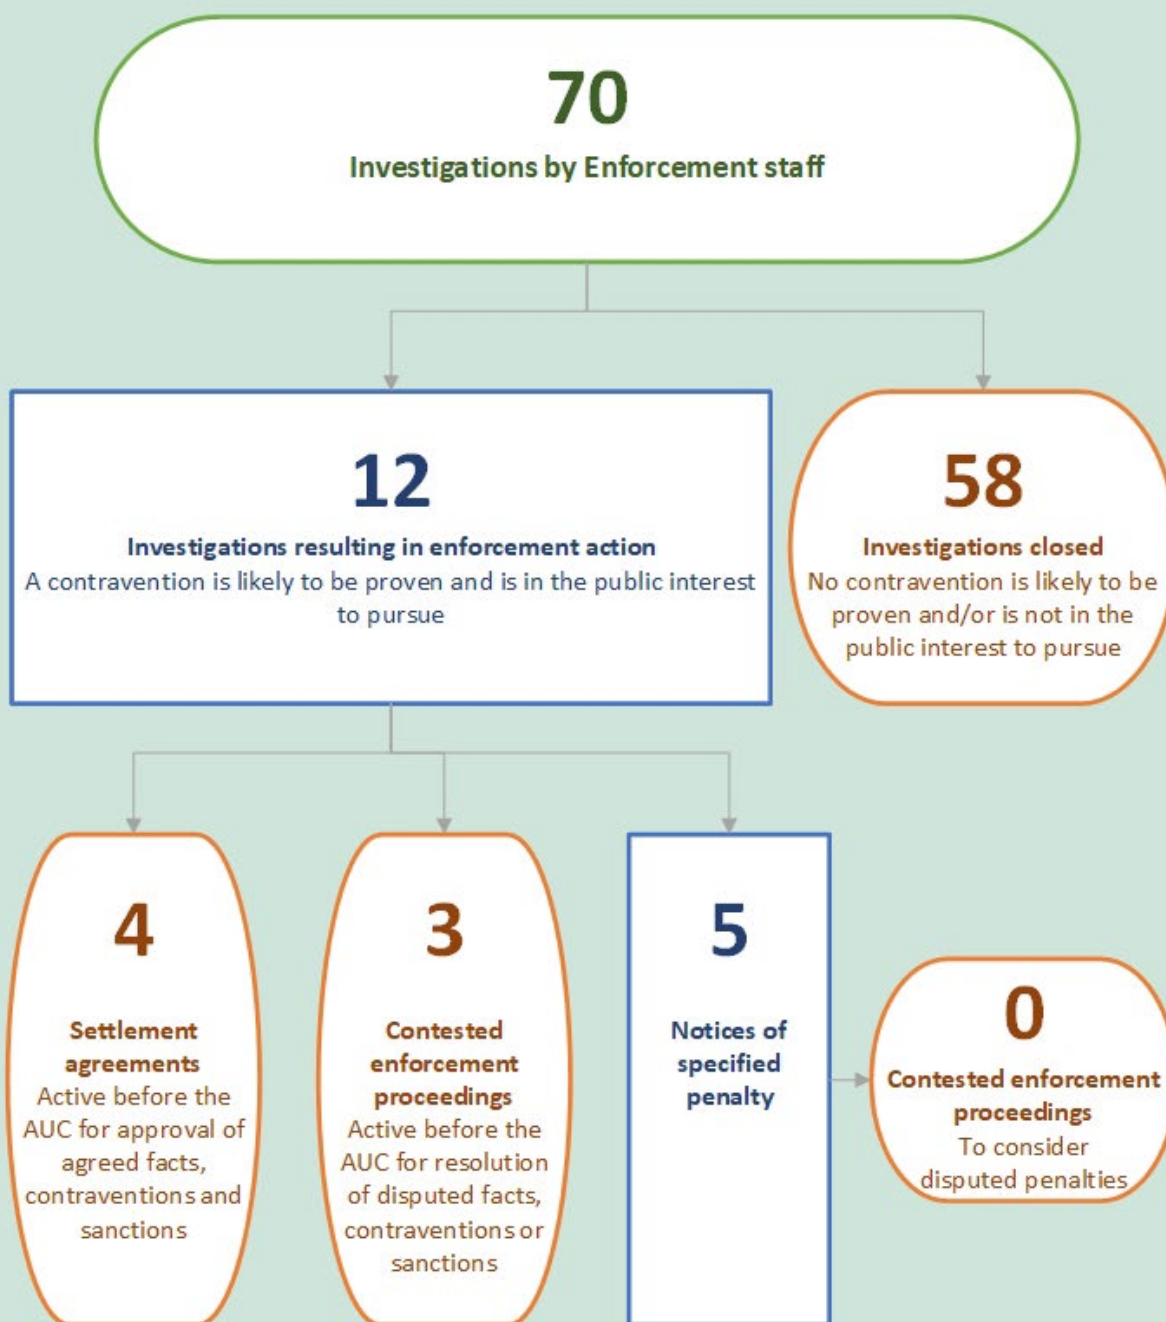 70
Investigations by Enforcement staff
12
Investigations resulting in enforcement action
A contravention is likely to be proven and is in the public interest
to pursue
58
Investigations closed
No contravention is likely to be
proven and/or is not in the
public interest to pursue
4
Settlement
agreements
Active before the
AUC for approval of
agreed facts,
contraventions and
sanctions
3
Contested
enforcement
proceedings
Active before the
AUC for resolution
of disputed facts,
contraventions or
sanctions
5
Notices of
specified
penalty
0
Contested enforcement
proceedings
To consider
disputed penalties